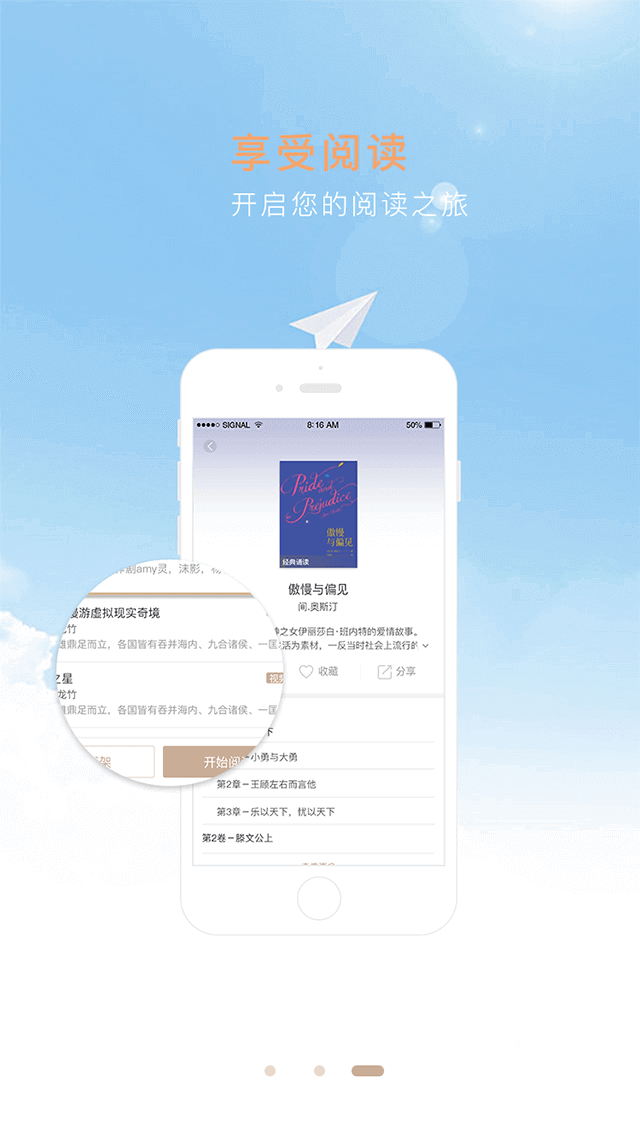 享受阅读
开启您的阅读之旅
SIGNAL
8:16 AM
50%
Pride and Prejudice
傲慢
与偏见
经典诵读
傲慢与偏见
间.奥斯汀
之女伊丽莎白·班内特的爱情故事。
活为素材，一反当时社会上流行的
收藏
分享
剧amy灵，沫影，
漫游虚拟现实奇境
龙竹
雄鼎足而立，各国皆有吞并海内、九合诸侯、一匡
之星
视频
龙竹
雄鼎足而立，各国皆有吞并海内、九合诸侯、一匡
架
开始阅
下
小勇与大勇
第2章－王顾左右而言他
第3章－乐以天下，忧以天下
第2卷－滕文公上